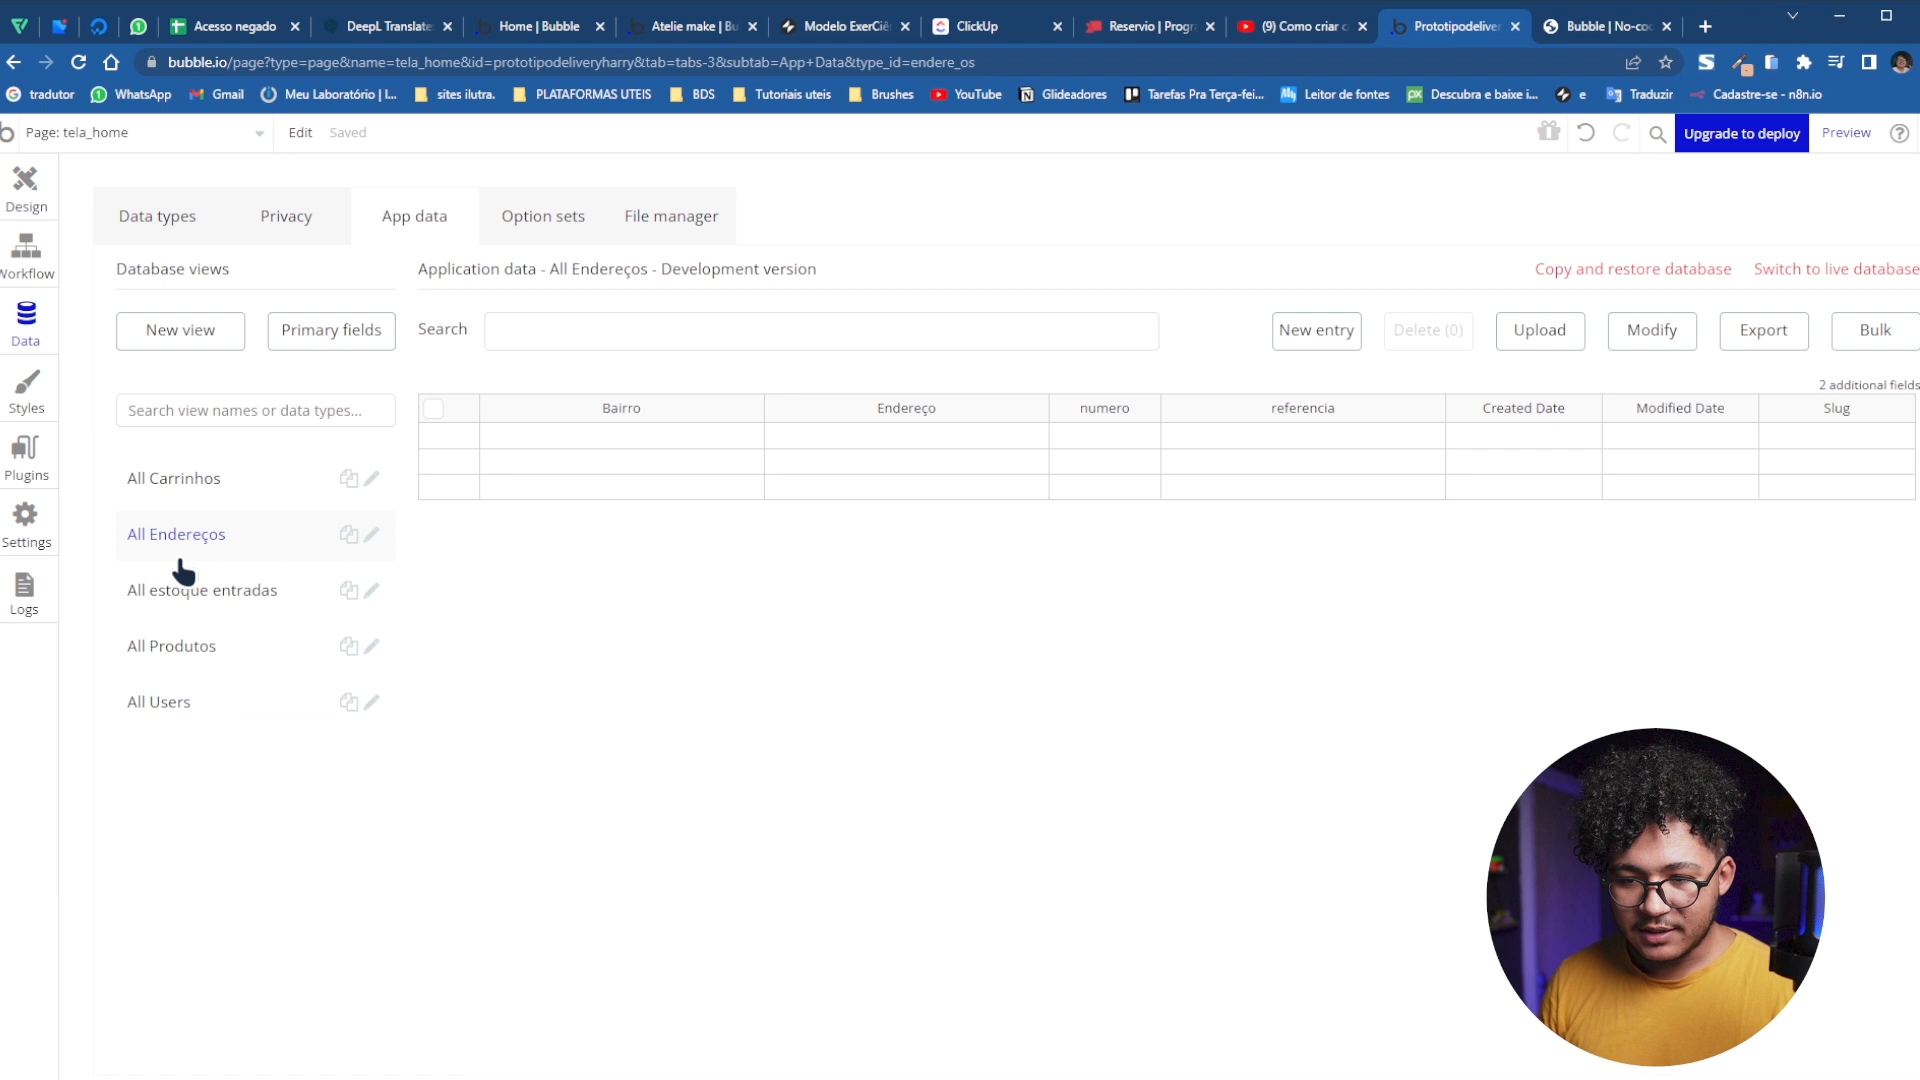 Acesso negado
DeepL Translate
Home | Bubble
Atelie make | Bu
Modelo ExerCiê
ClickUp
Reservio | Progr
(9) Como criar c
Prototipodeliver
Bubble | No-coc
bubble.io/page?type=page&name=tela_home&id=prototipodeliveryharry&tab=tabs-3&subtab=App+Data&type_id=endere_os
tradutor
WhatsApp
Gmail
Meu Laboratório | l...
sites ilutra.
PLATAFORMAS UTEIS
BDS
Tutoriais uteis
Brushes
YouTube
Glideadores
Tarefas Pra Terça-fei...
Leitor de fontes
Descubra e baixe i...
e
Traduzir
Cadastre-se - n8n.io
Page: tela_home
Edit
Saved
Upgrade to deploy
Preview
Design
Workflow
Data
Styles
Plugins
Settings
Logs
Data types
Privacy
App data
Option sets
File manager
Database views
Application data - All Endereços - Development version
Copy and restore database
Switch to live database
New view
Primary fields
Search
New entry
Delete (0)
Upload
Modify
Export
Bulk
2 additional fields
Search view names or data types...
Bairro
Endereço
numero
referencia
Created Date
Modified Date
Slug
All Carrinhos
All Endereços
All estoque entradas
All Produtos
All Users